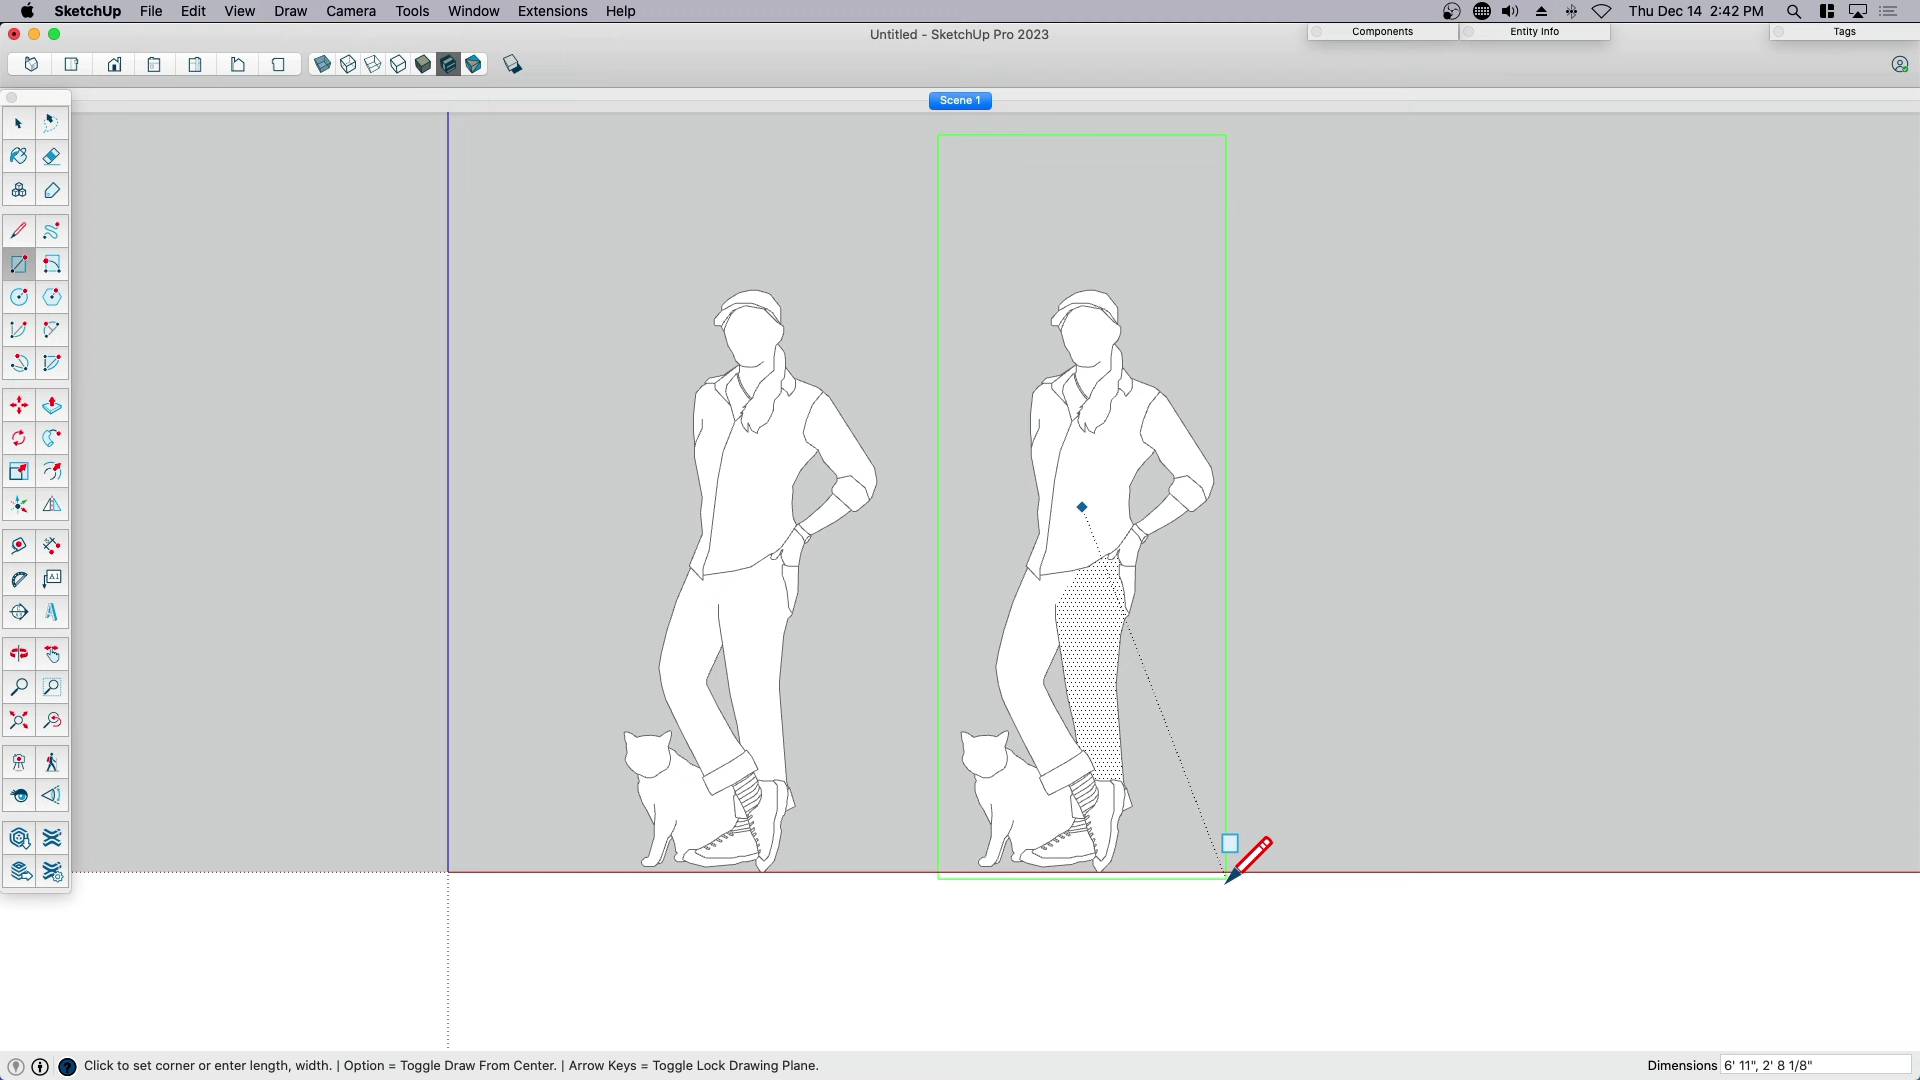 SketchUp File Edit View Draw Camera Tools Window Extensions Help Thu Dec 14 2:42 PM
Untitled - SketchUp Pro 2023
Components Entity Info Tags
Scene 1
A1
A
Click to set corner or enter length, width. | Option = Toggle Draw From Center. | Arrow Keys = Toggle Lock Drawing Plane. Dimensions 6' 11", 2' 8 1/8"